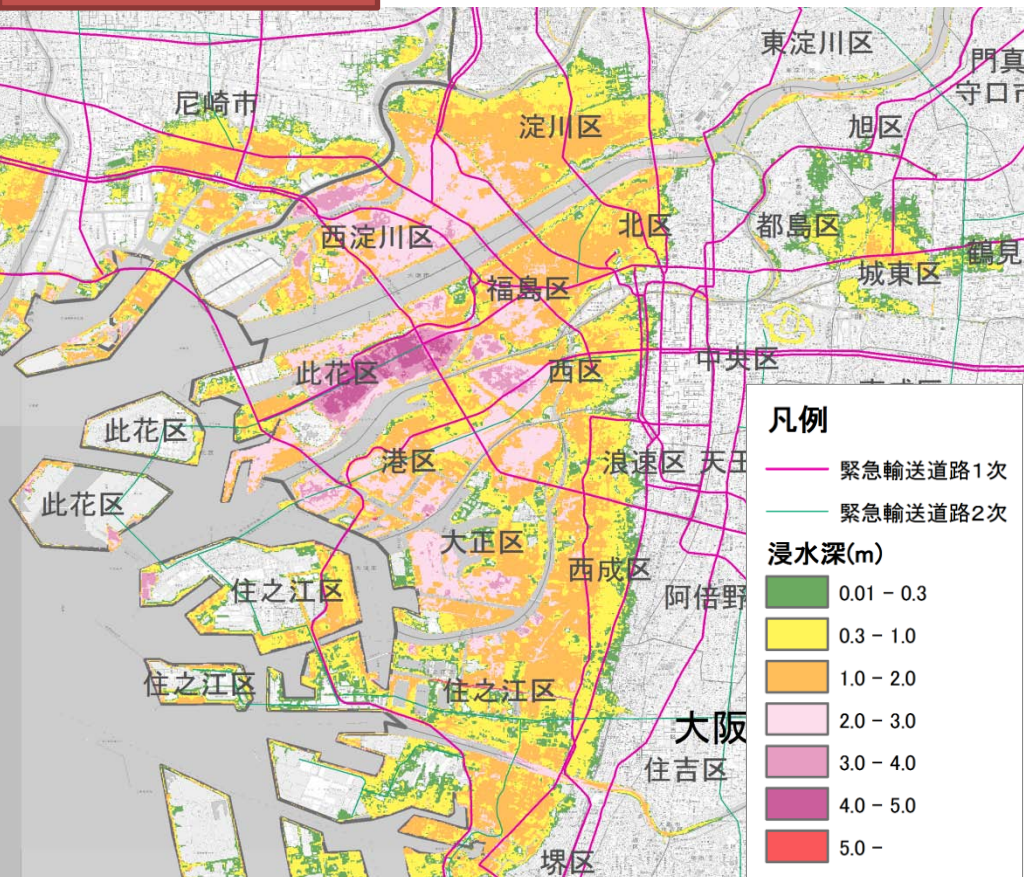 東淀川区
門真
守口市
尼崎市
淀川区
旭区
北区
都島区
西淀川区
鶴見
城東区
福島区
中央区
此花区
西区
此花区
港区
浪速区
天王
此花区
大正区
西成区
住之江区
阿倍野
住之江区
住之江区
大阪
住吉区
堺区
凡例
緊急輸送道路1次
緊急輸送道路2次
浸水深(m)
0.01 - 0.3
0.3 - 1.0
1.0 - 2.0
2.0 - 3.0
3.0 - 4.0
4.0 - 5.0
5.0 -